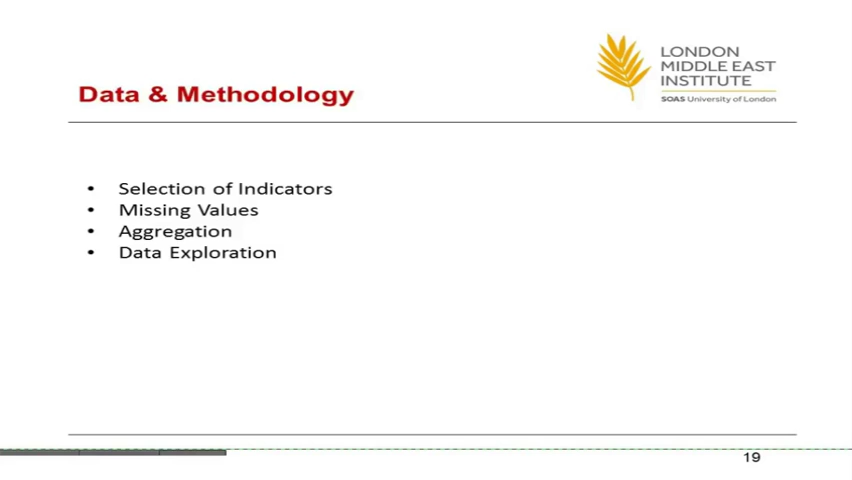 LONDON
MIDDLE EAST
INSTITUTE
SOAS University of London
Data & Methodology
• Selection of Indicators
• Missing Values
• Aggregation
• Data Exploration
19